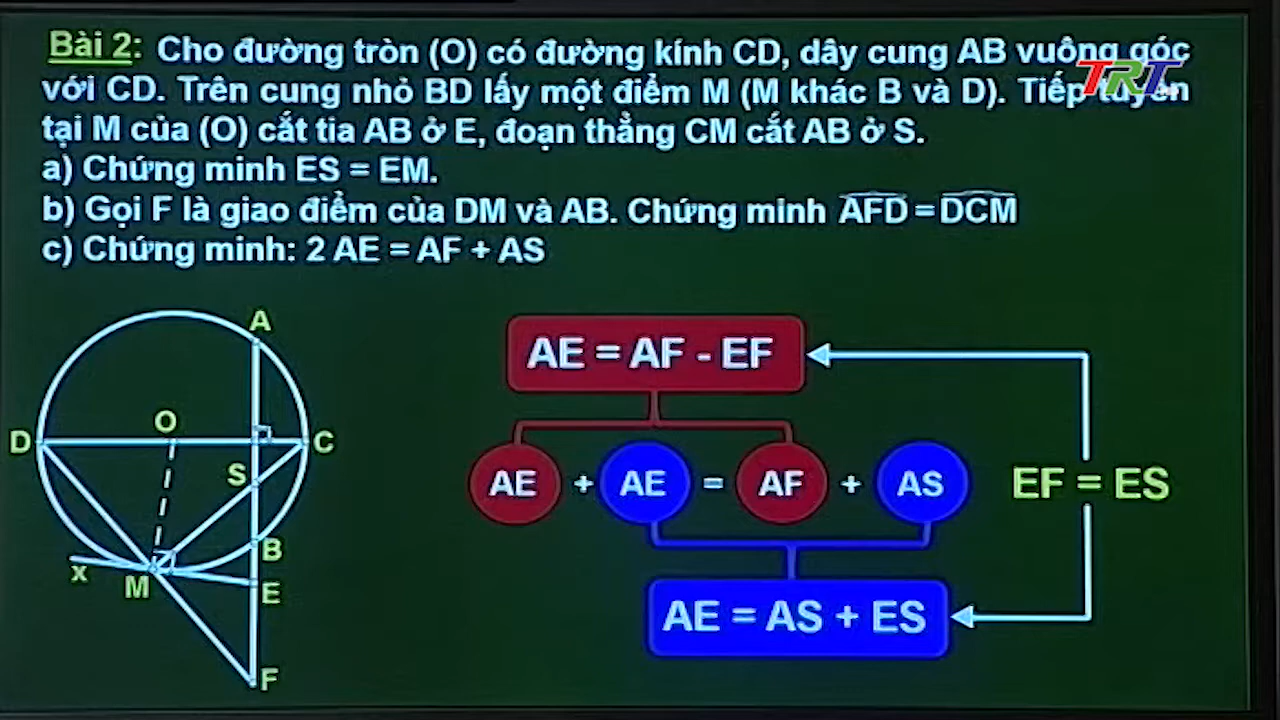 Bài 2: Cho đường tròn (O) có đường kính CD, dây cung AB vuông góc
TRT
với CD. Trên cung nhỏ BD lấy một điểm M (M khác B và D). Tiếp tuyến
tại M của (O) cắt tia AB ở E, đoạn thẳng CM cắt AB ở S.
a) Chứng minh ES = EM.
b) Gọi F là giao điểm của DM và AB. Chứng minh AFD = DCM
c) Chứng minh: 2 AE = AF + AS
A
O
D
C
S
B
x
M
E
F
AE = AF - EF
AE + AE = AF + AS
EF = ES
AE = AS + ES